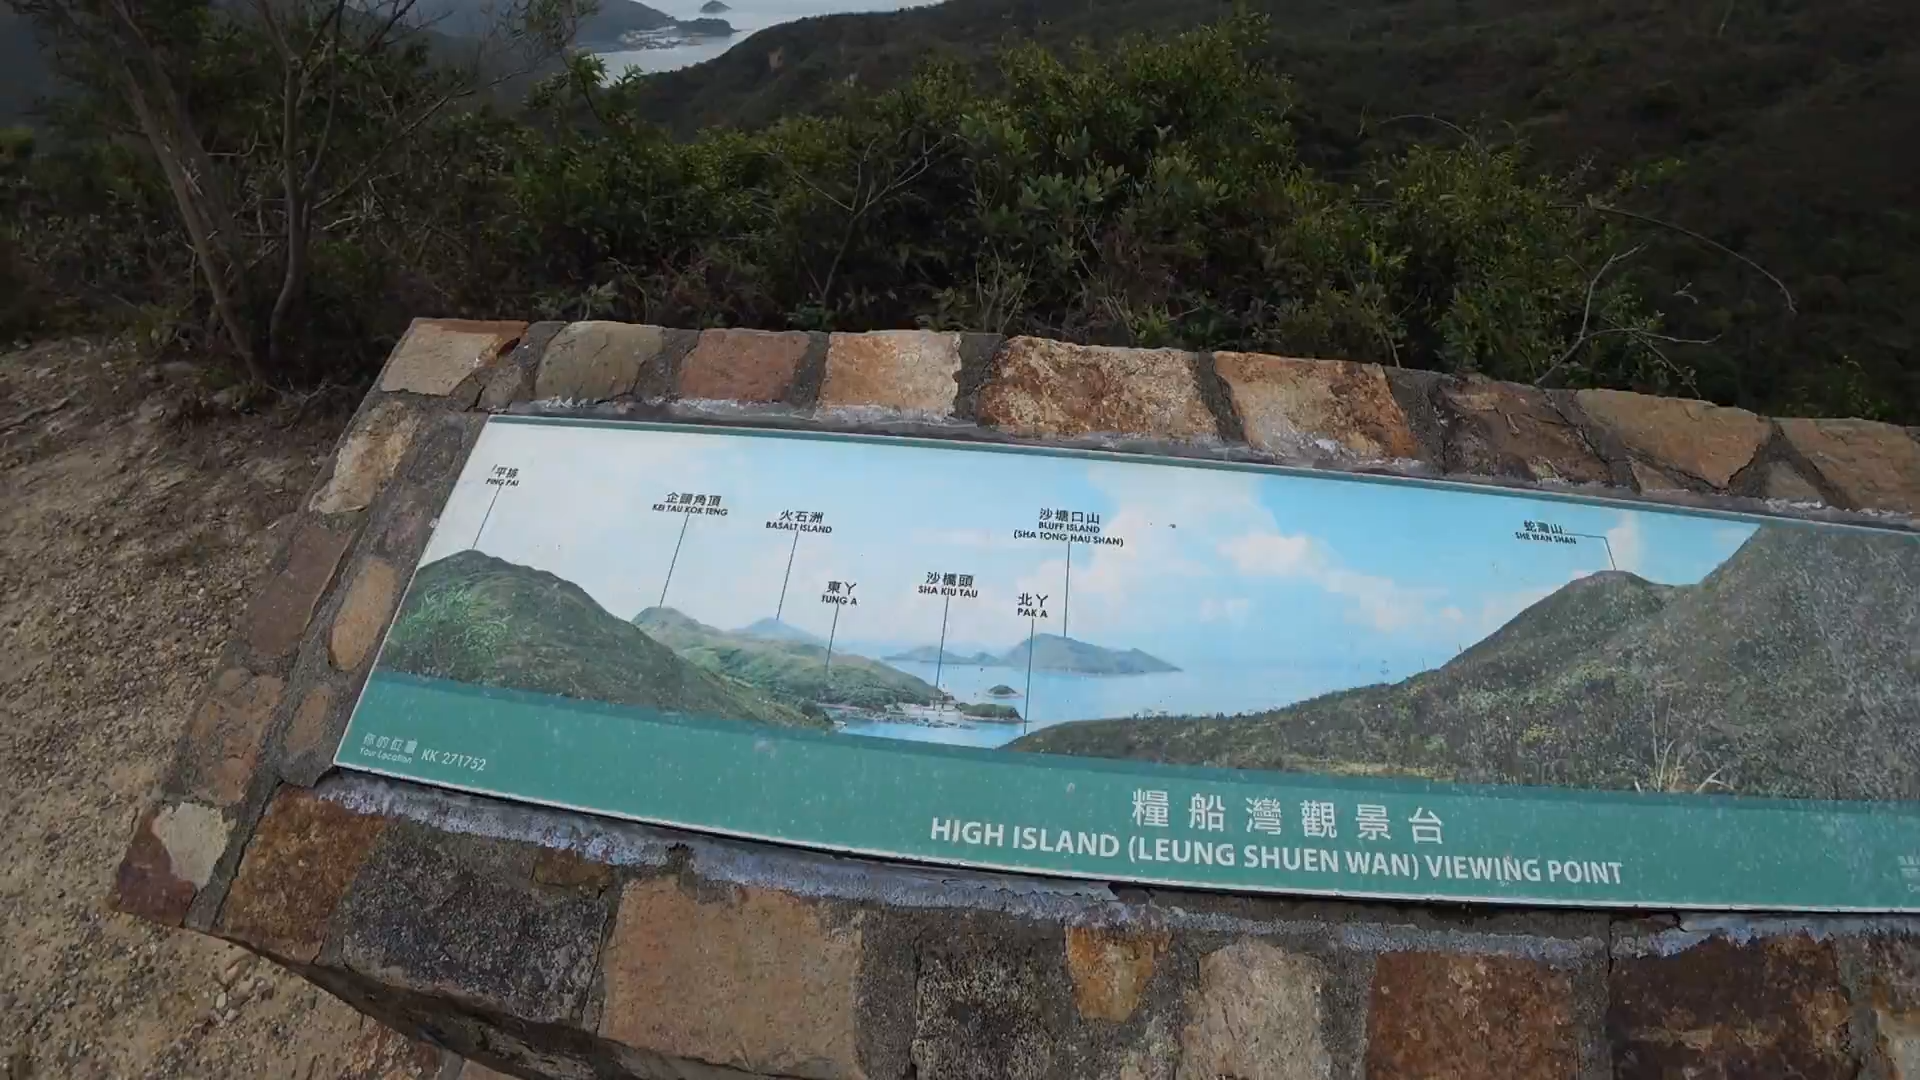 平排
PING PAI
企頭角頂
KEI TAU KOK TENG
火石洲
BASALT ISLAND
東丫
TUNG A
沙橋頭
SHA KIU TAU
北丫
PAK A
沙塘口山
BLUFF ISLAND
(SHA TONG HAU SHAN)
蛇灣山
SHE WAN SHAN
你的位置
Your Location
KK 271752
糧船灣觀景台
HIGH ISLAND (LEUNG SHUEN WAN) VIEWING POINT